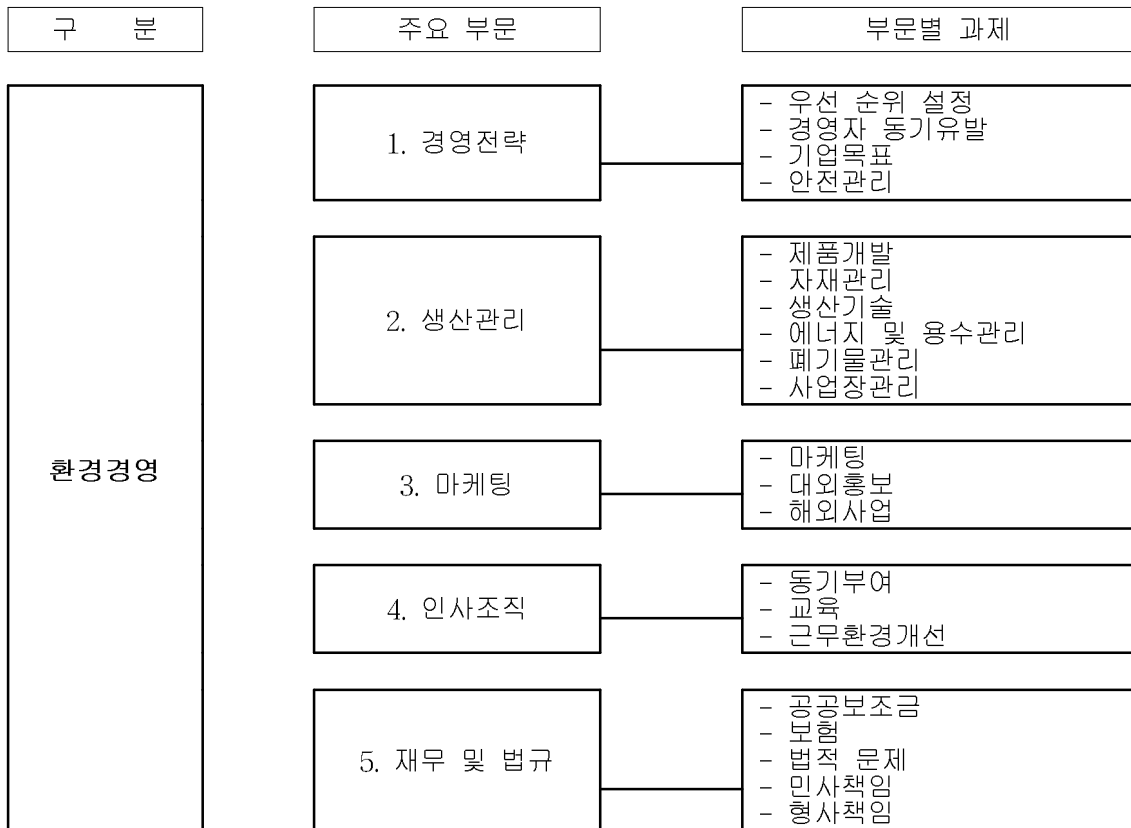 구 분
주요 부문
부문별 과제
환경경영
1. 경영전략
- 우선 순위 설정
- 경영자 동기유발
- 기업목표
- 안전관리
2. 생산관리
- 제품개발
- 자재관리
- 생산기술
- 에너지 및 용수관리
- 폐기물관리
- 사업장관리
3. 마케팅
- 마케팅
- 대외홍보
- 해외사업
4. 인사조직
- 동기부여
- 교육
- 근무환경개선
5. 재무 및 법규
- 공공보조금
- 보험
- 법적 문제
- 민사책임
- 형사책임